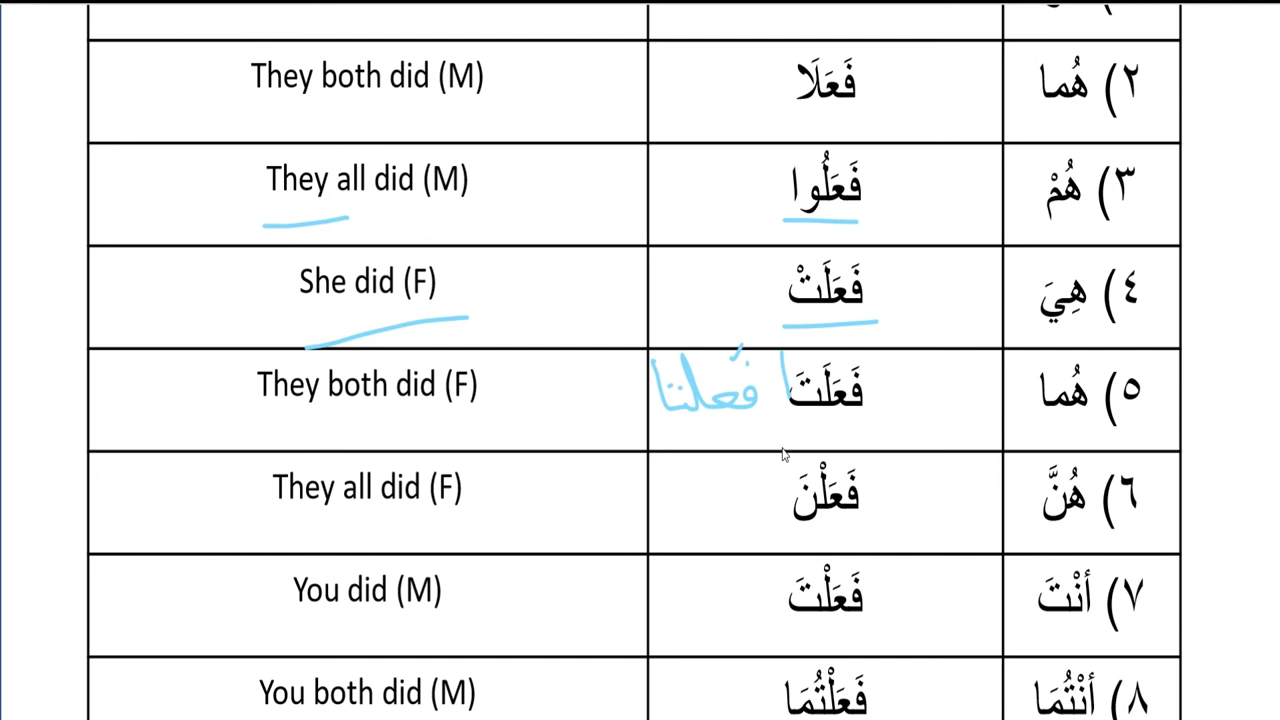 ٢) هُما فَعَلَا They both did (M)
٣) هُمْ فَعَلُوا They all did (M)
٤) هِيَ فَعَلَتْ She did (F)
٥) هُما فَعَلَتَا فعلتا They both did (F)
٦) هُنَّ فَعَلْنَ They all did (F)
٧) أنْتَ فَعَلْتَ You did (M)
٨) أنْتُمَا فَعَلْتُمَا You both did (M)